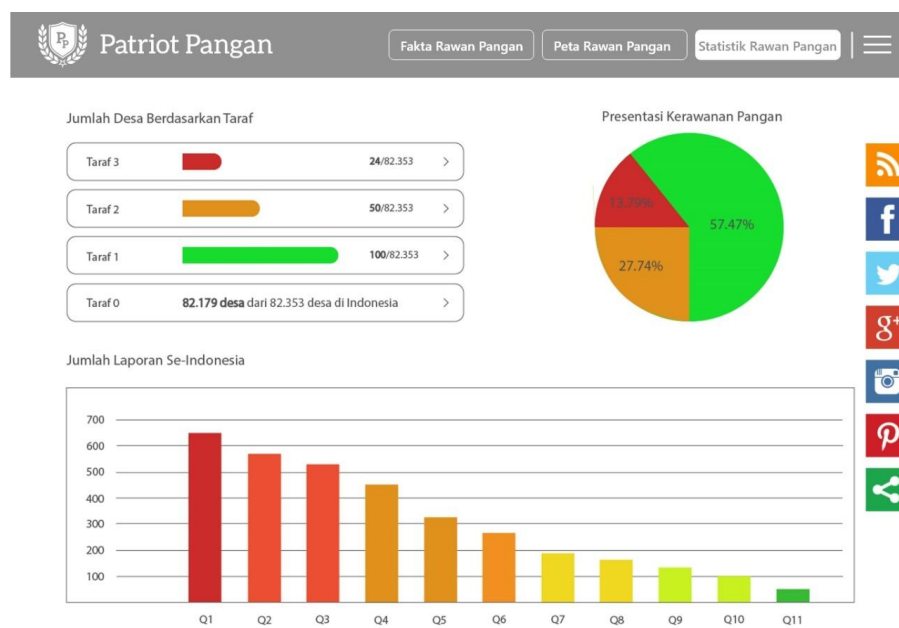 Patriot Pangan
Fakta Rawan Pangan
Peta Rawan Pangan
Statistik Rawan Pangan
Jumlah Desa Berdasarkan Taraf
Taraf 3 24/82.353 >
Taraf 2 50/82.353 >
Taraf 1 100/82.353 >
Taraf 0 82.179 desa dari 82.353 desa di Indonesia >
Presentasi Kerawanan Pangan
13.79%
57.47%
27.74%
Jumlah Laporan Se-Indonesia
700
600
500
400
300
200
100
Q1 Q2 Q3 Q4 Q5 Q6 Q7 Q8 Q9 Q10 Q11